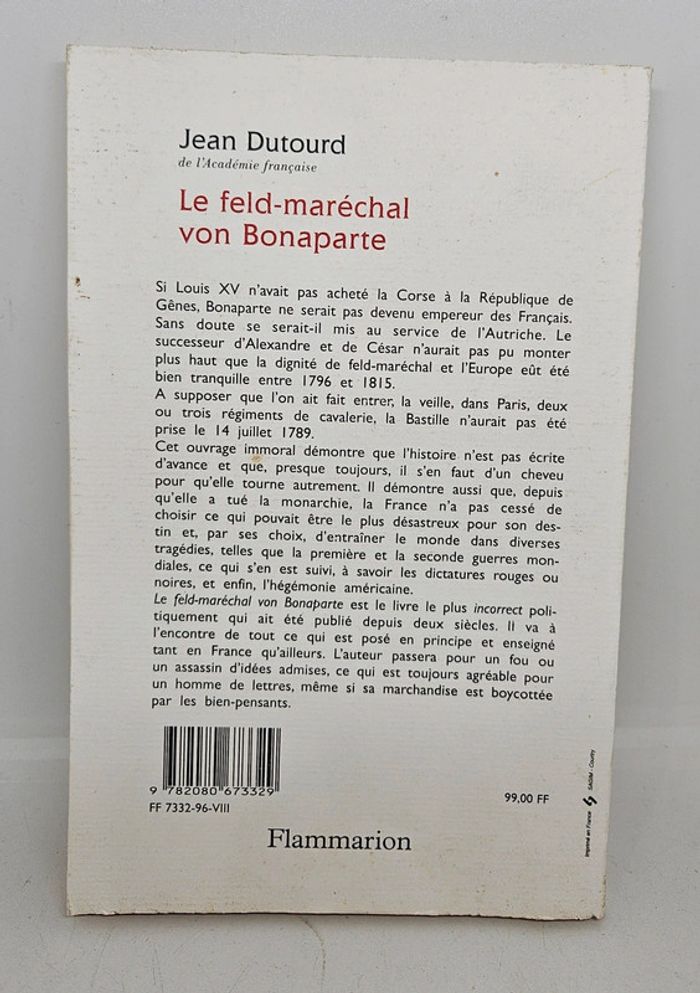 Jean Dutourd
de l'Académie française
Le feld-maréchal
von Bonaparte
Si Louis XV n'avait pas acheté la Corse à la République de
Gênes, Bonaparte ne serait pas devenu empereur des Français.
Sans doute se serait-il mis au service de l'Autriche. Le
successeur d'Alexandre et de César n'aurait pas pu monter
plus haut que la dignité de feld-maréchal et l'Europe eût été
bien tranquille entre 1796 et 1815.
A supposer que l'on ait fait entrer, la veille, dans Paris, deux
ou trois régiments de cavalerie, la Bastille n'aurait pas été
prise le 14 juillet 1789.
Cet ouvrage immoral démontre que l'histoire n'est pas écrite
d'avance et que, presque toujours, il s'en faut d'un cheveu
pour qu'elle tourne autrement. Il démontre aussi que, depuis
qu'elle a tué la monarchie, la France n'a pas cessé de
choisir ce qui pouvait être le plus désastreux pour son des-
tin et, par ses choix, d'entraîner le monde dans diverses
tragédies, telles que la première et la seconde guerres mon-
diales, ce qui s'en est suivi, à savoir les dictatures rouges ou
noires, et enfin, l'hégémonie américaine.
Le feld-maréchal von Bonaparte est le livre le plus incorrect poli-
tiquement qui ait été publié depuis deux siècles. Il va à
l'encontre de tout ce qui est posé en principe et enseigné
tant en France qu'ailleurs. L'auteur passera pour un fou ou
un assassin d'idées admises, ce qui est toujours agréable pour
un homme de lettres, même si sa marchandise est boycottée
par les bien-pensants.
9 782080 673329
FF 7332-96-VIII
99,00 FF
Flammarion
Imprimé en France SAGIM - Courtry